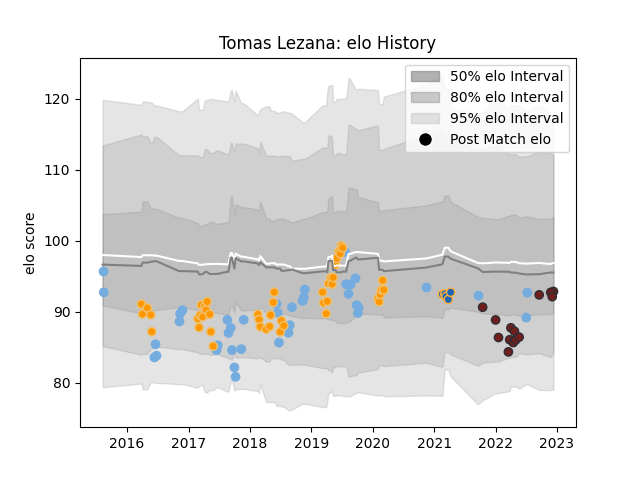 Tomas Lezana: elo History
50% elo Interval
80% elo Interval
95% elo Interval
Post Match elo
elo score
120
110
100
90
80
2016 2017 2018 2019 2020 2021 2022 2023